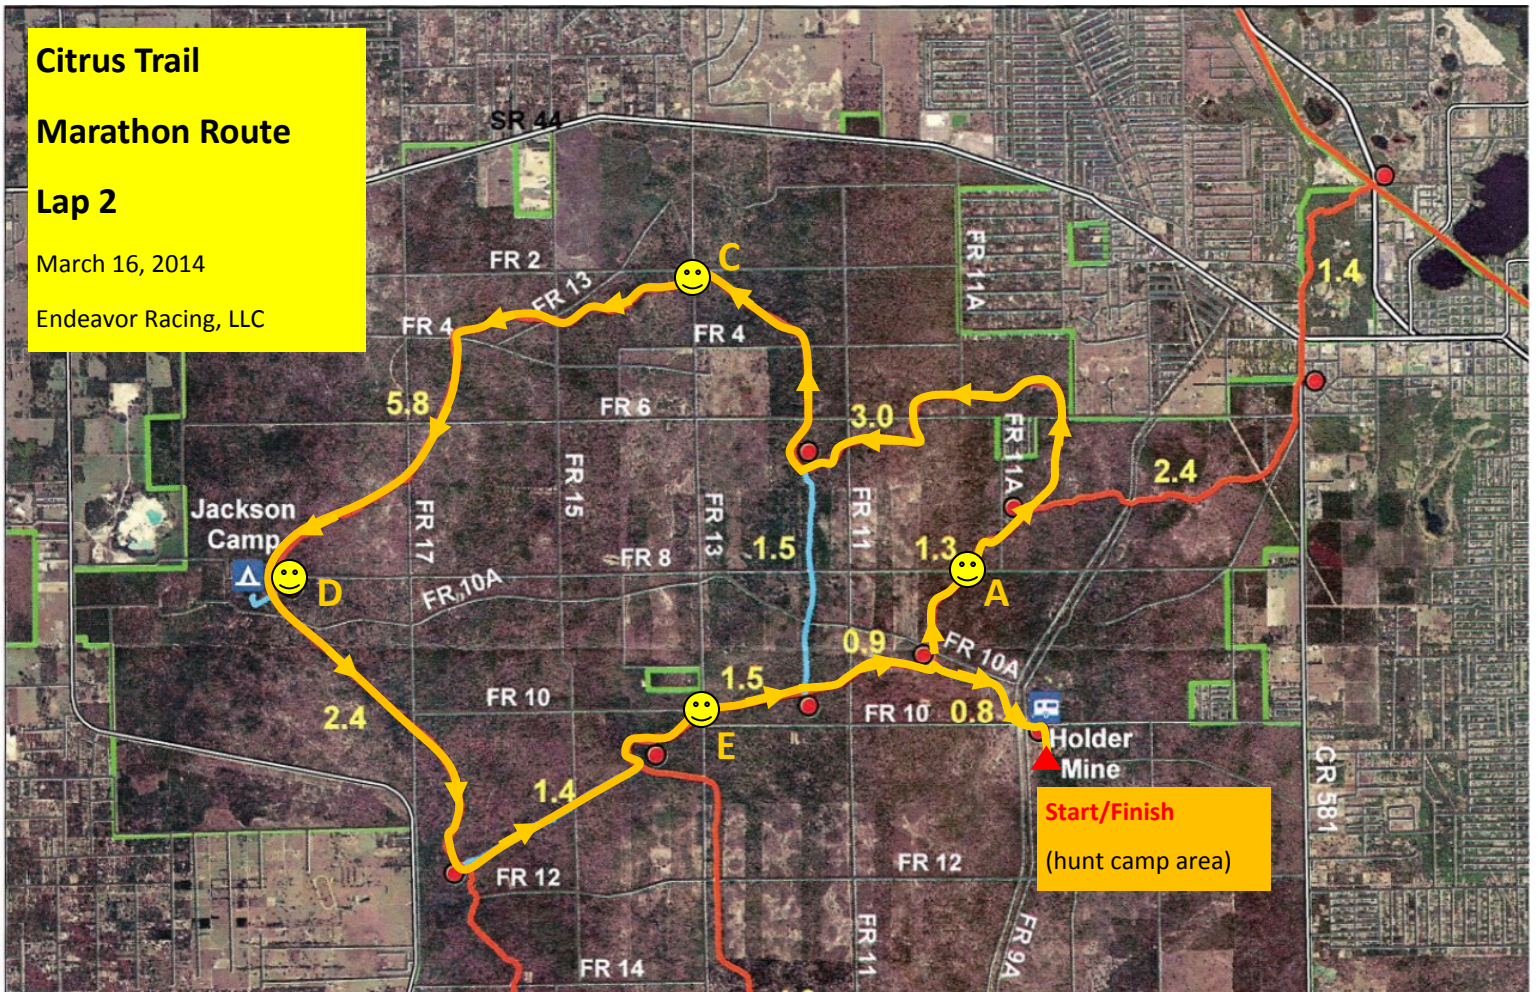 Citrus Trail
Marathon Route
Lap 2
March 16, 2014
Endeavor Racing, LLC
SR 44
C
FR 2
FR 13
FR 11A
1.4
FR 4
FR 4
5.8
FR 6
3.0
FR 11A
2.4
Jackson
Camp
FR 17
FR 15
FR 13
FR 11
1.5
1.3
FR 8
FR 10A
D
A
0.9
FR 10A
1.5
FR 10
FR 10
0.8
2.4
E
Holder
Mine
1.4
CR 581
Start/Finish
(hunt camp area)
FR 12
FR 12
FR 11
FR 9A
FR 14